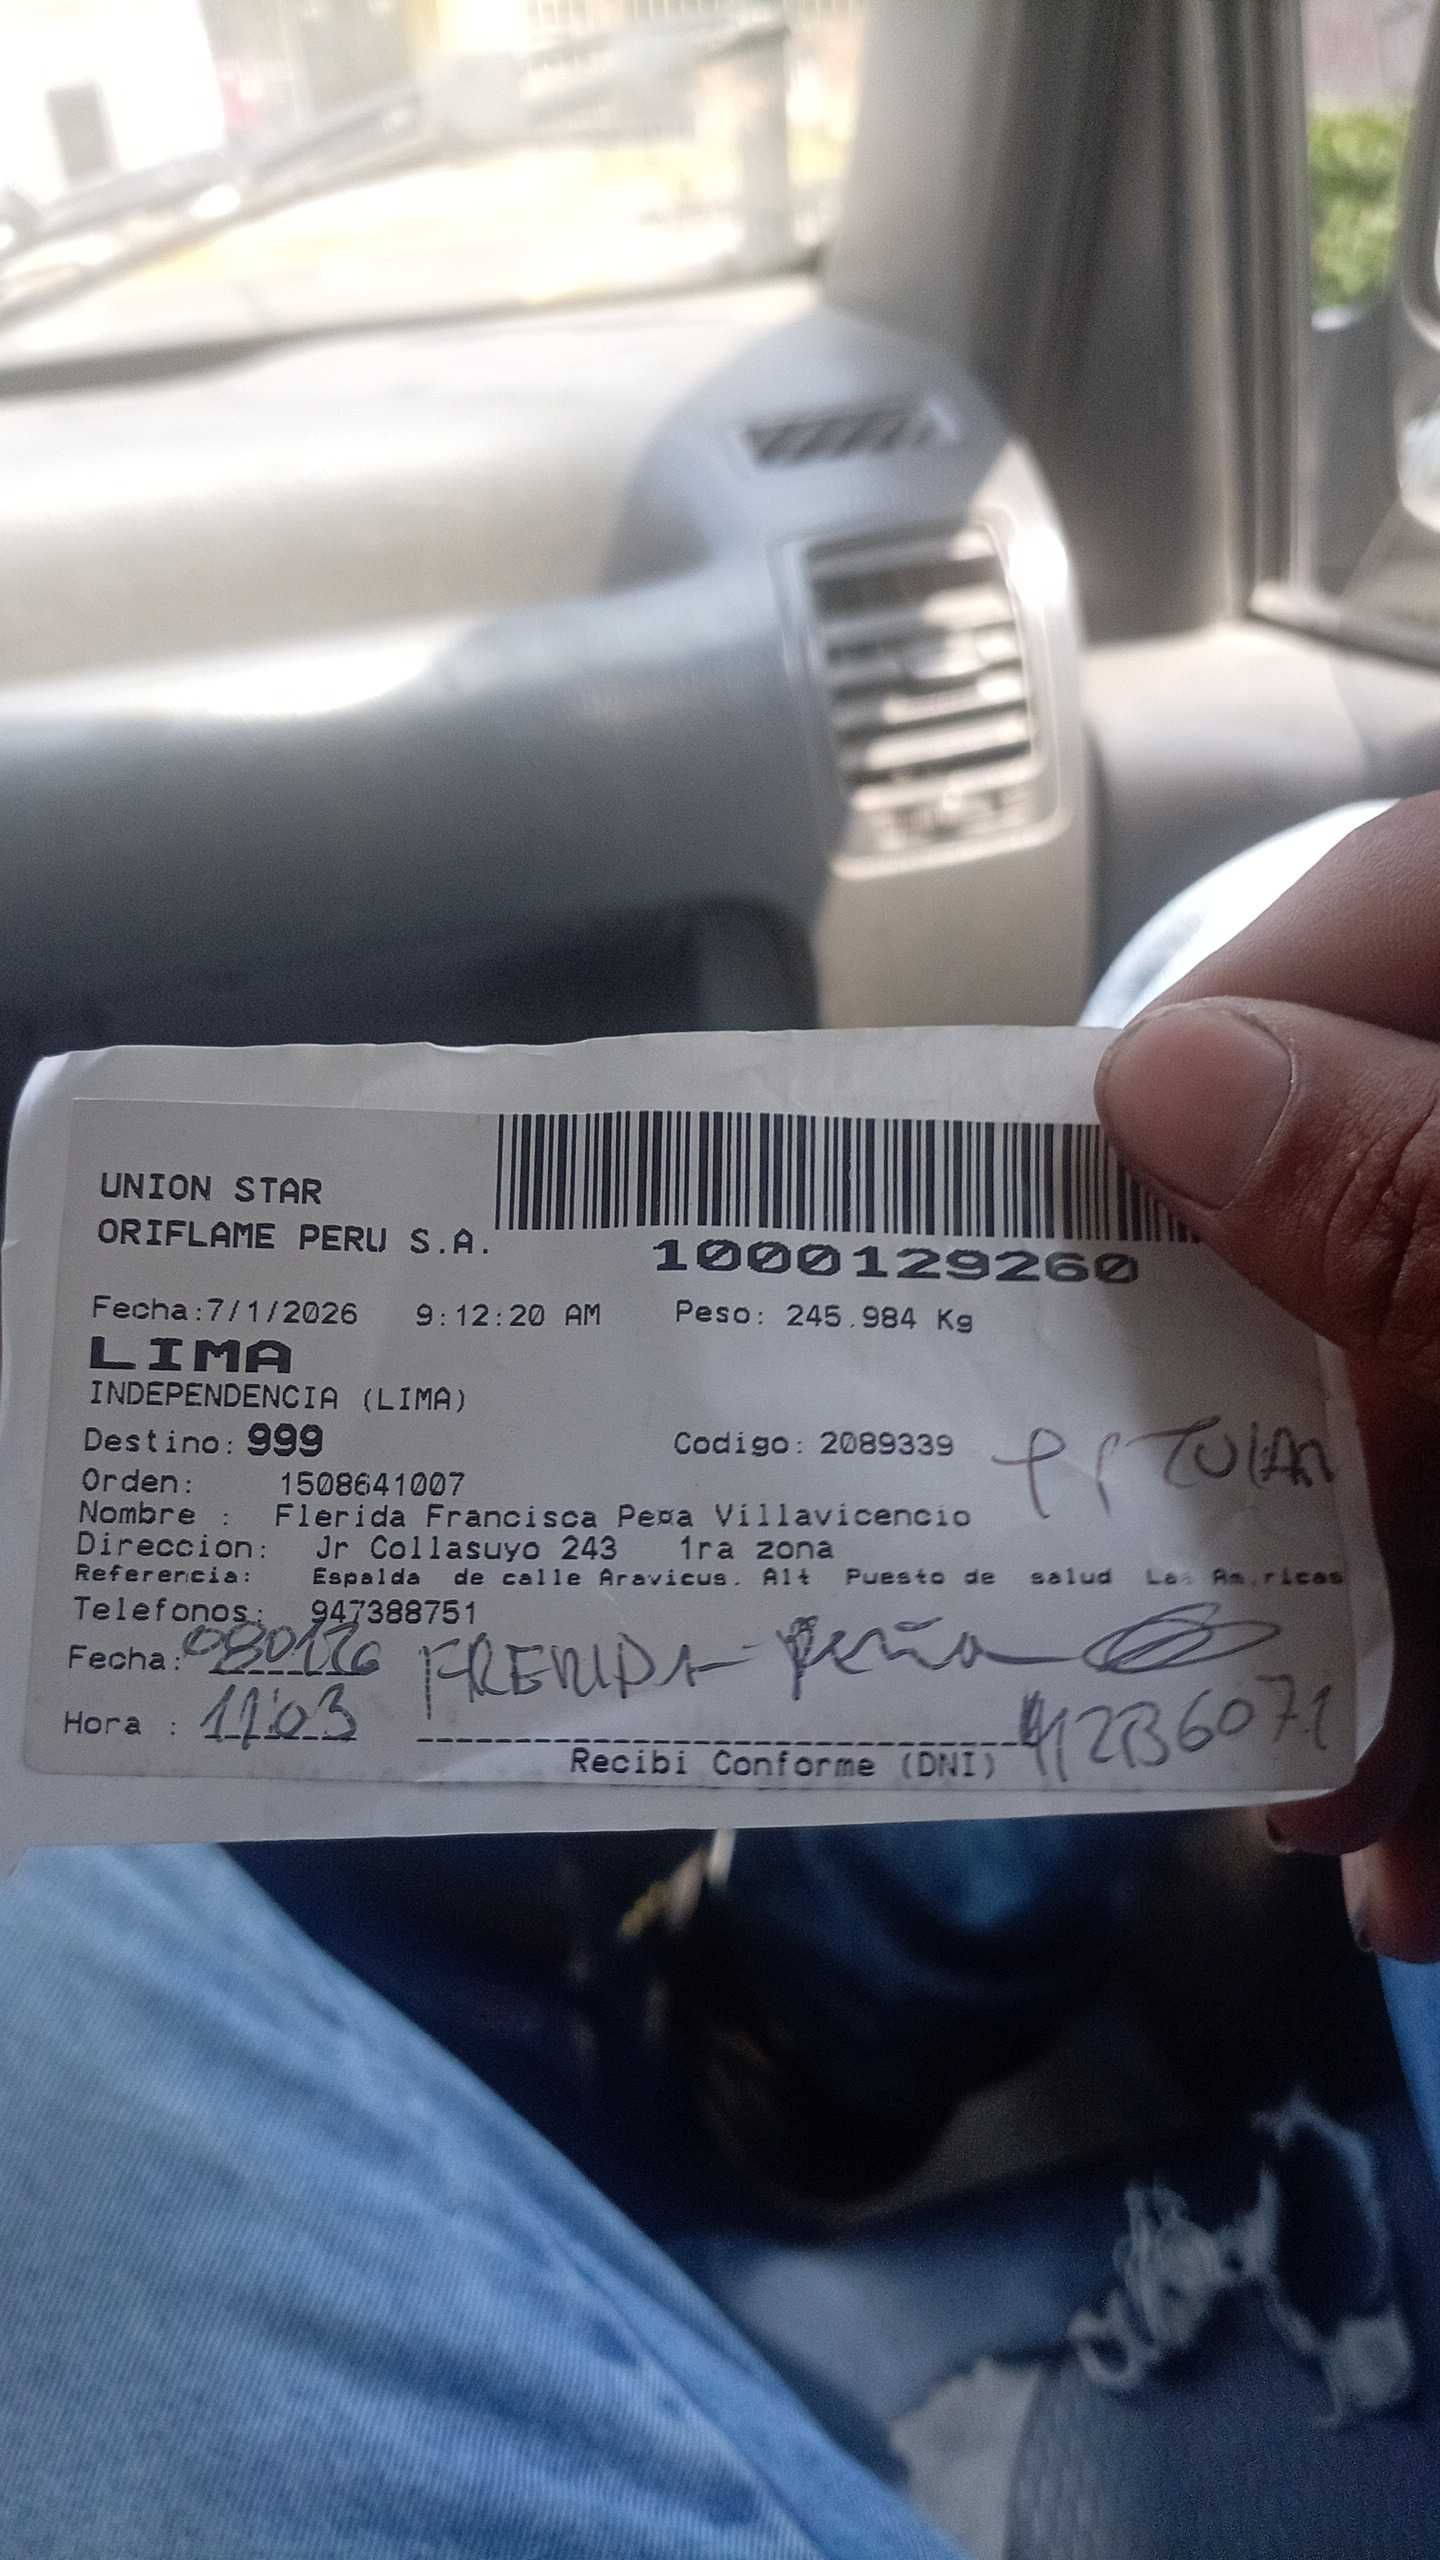 UNION STAR
ORIFLAME PERU S.A.
1000129260
Fecha:7/1/2026 9:12:20 AM Peso: 245.984 Kg
LIMA
INDEPENDENCIA (LIMA)
Destino: 999 Codigo: 2089339
Orden: 1508641007
Nombre : Flerida Francisca Pe¤a Villavicencio
Direccion: Jr Collasuyo 243 1ra zona
Referencia: Espalda de calle Aravicus. Alt Puesto de salud Las Am,ricas
Telefonos: 947388751
Fecha: 080126 Peña
Hora : 11:03
Recibi Conforme (DNI)